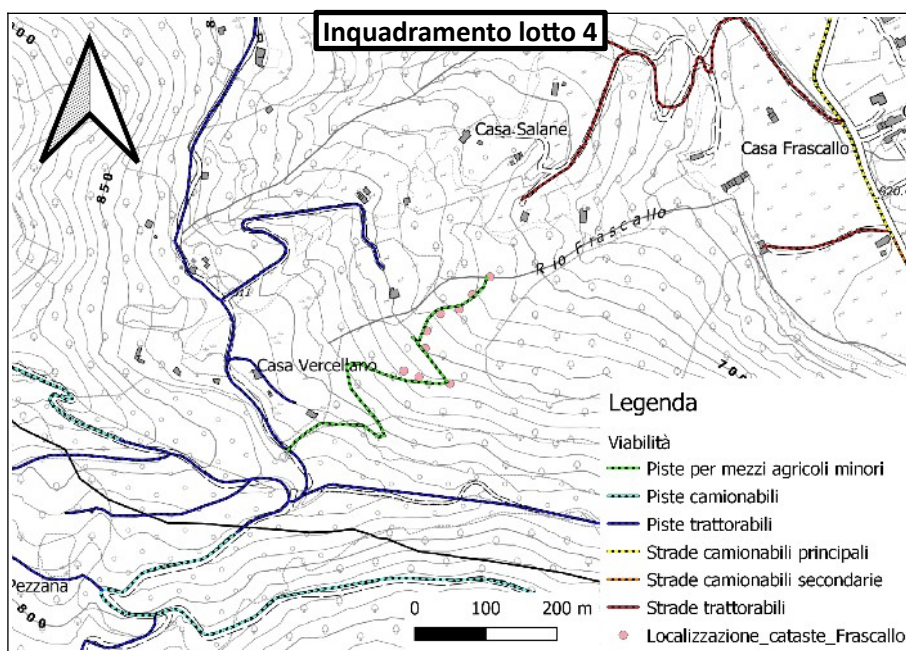 Inquadramento lotto 4
Casa Salane
Casa Frascallo
850
Rio Frascallo
Casa Vercellano
Pezzana
800
0 100 200 m
Legenda
Viabilità
Piste per mezzi agricoli minori
Piste camionabili
Piste trattorabili
Strade camionabili principali
Strade camionabili secondarie
Strade trattorabili
Localizzazione_cataste_Frascallo